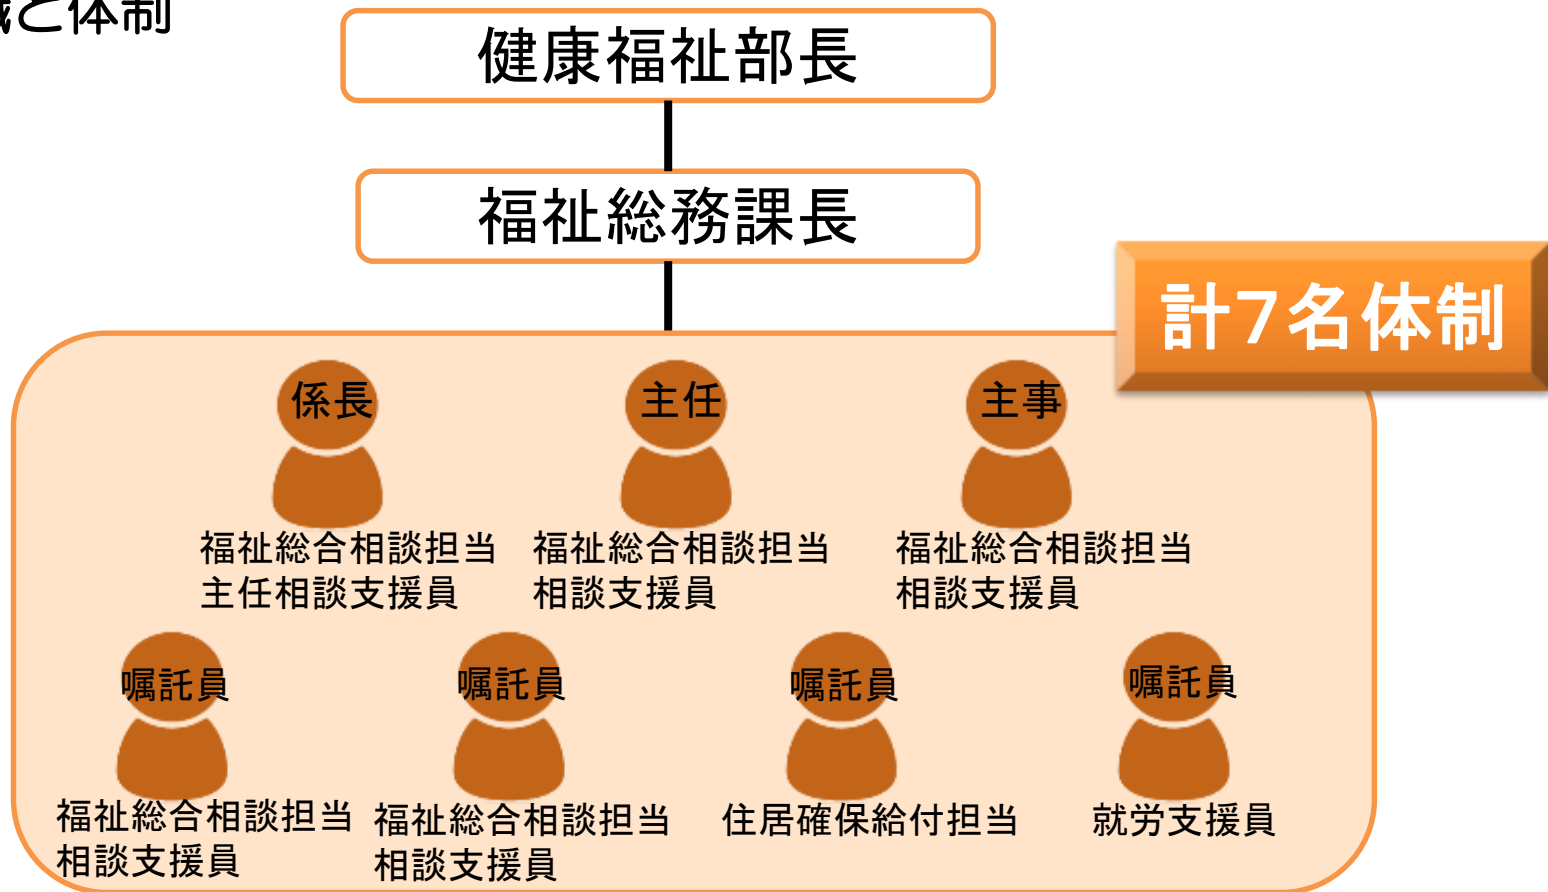 と体制
健康福祉部長
福祉総務課長
計7名体制
係長
主任
主事
福祉総合相談担当
主任相談支援員
福祉総合相談担当
相談支援員
福祉総合相談担当
相談支援員
嘱託員
嘱託員
嘱託員
嘱託員
福祉総合相談担当
相談支援員
福祉総合相談担当
相談支援員
住居確保給付担当
就労支援員